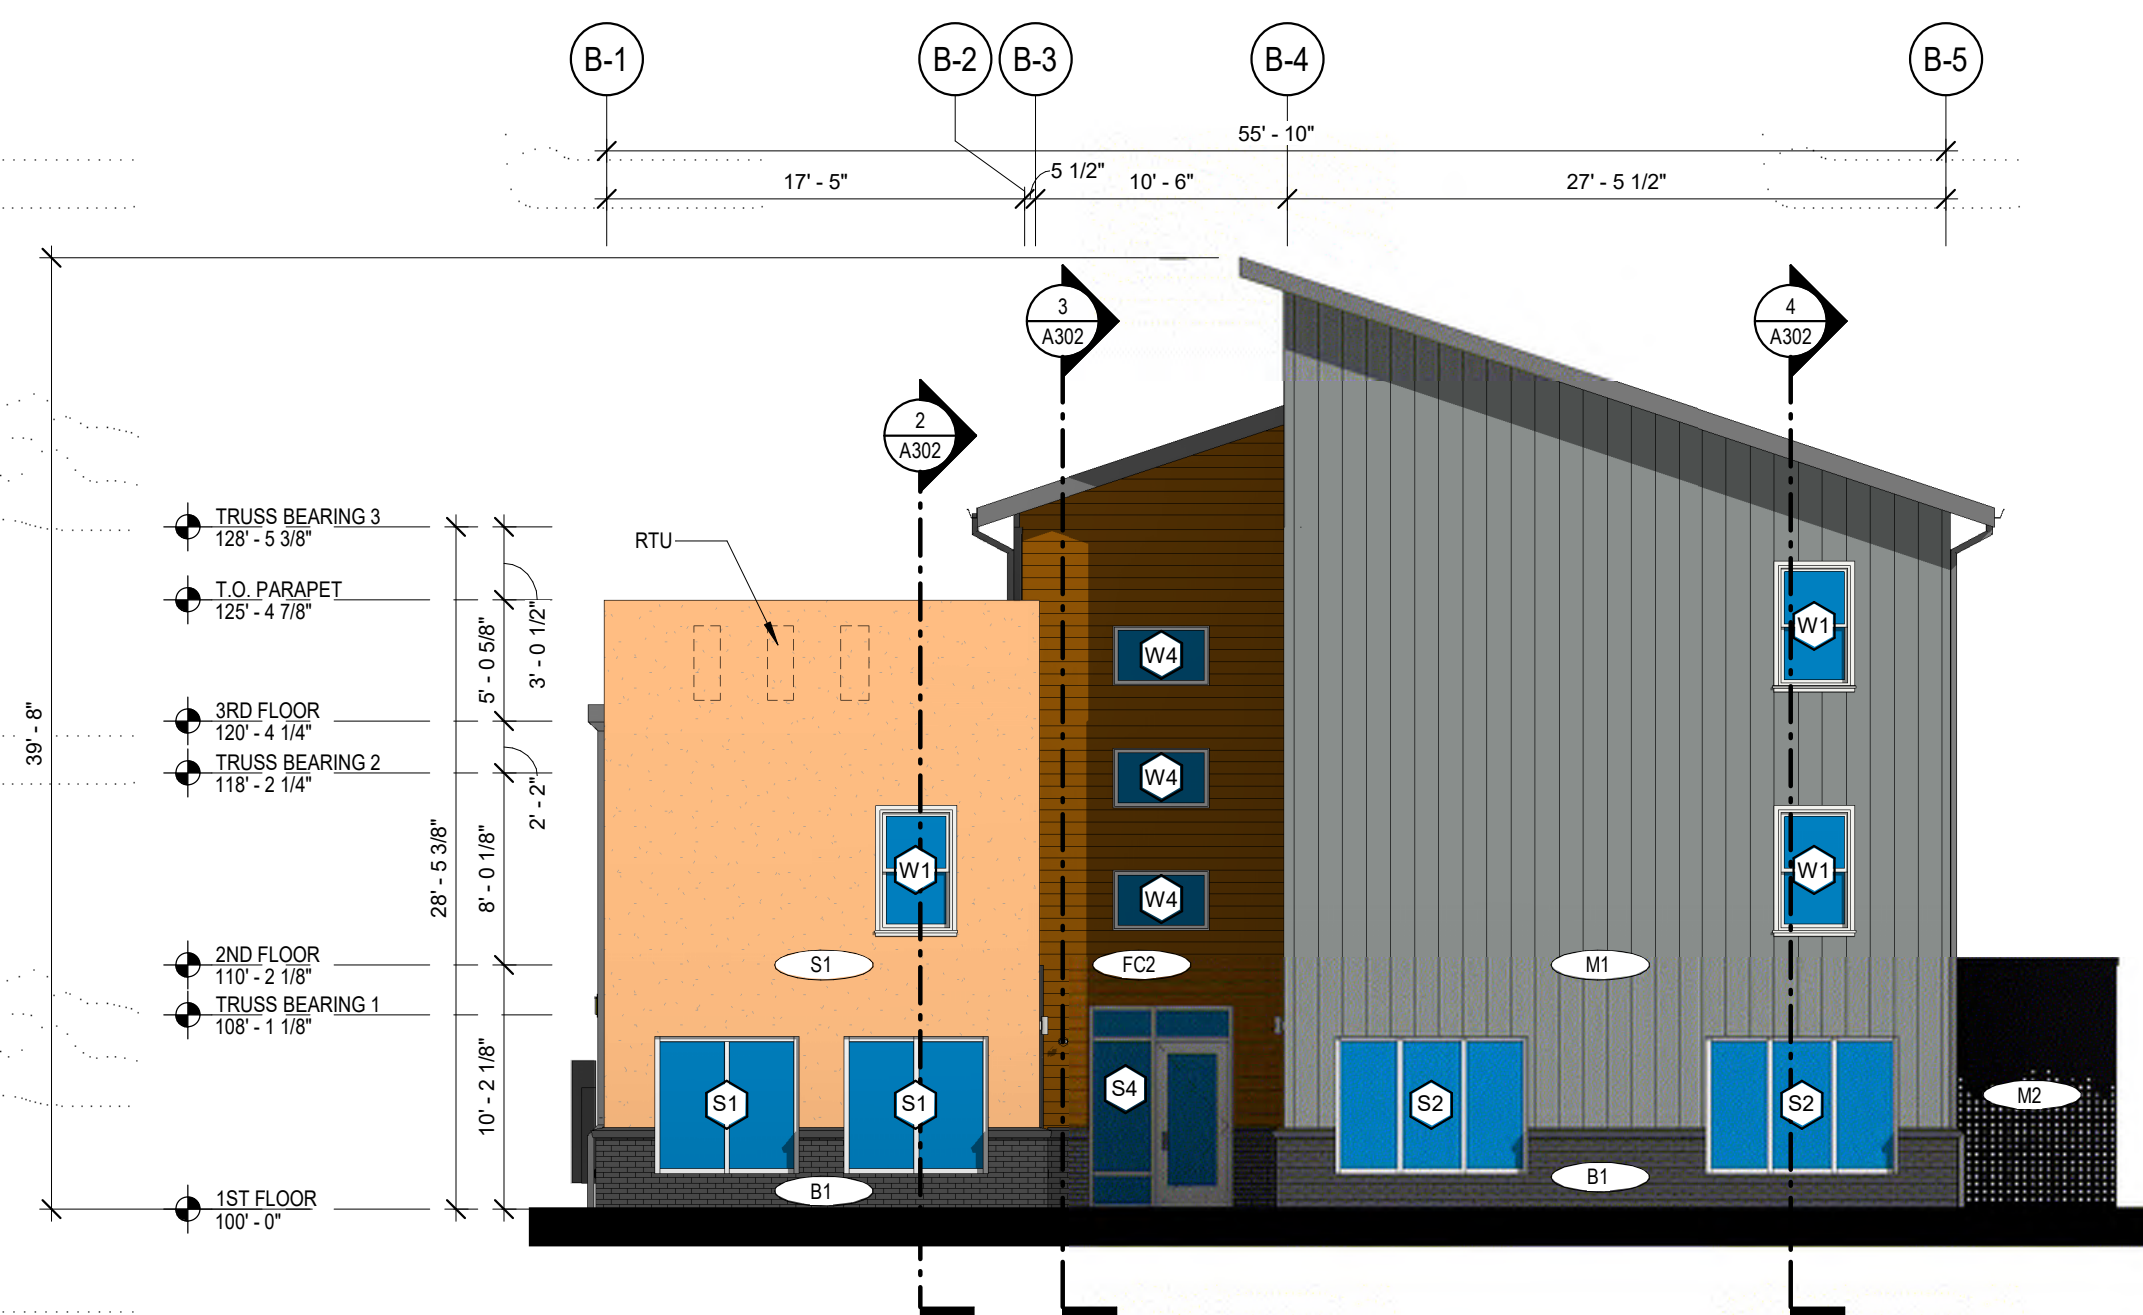 B-1
B-2
B-3
B-4
B-5
55' - 10"
17' - 5"
5 1/2"
10' - 6"
27' - 5 1/2"
3
A302
4
A302
2
A302
TRUSS BEARING 3
128' - 5 3/8"
RTU
T.O. PARAPET
125' - 4 7/8"
3RD FLOOR
120' - 4 1/4"
TRUSS BEARING 2
118' - 2 1/4"
2ND FLOOR
110' - 2 1/8"
TRUSS BEARING 1
108' - 1 1/8"
1ST FLOOR
100' - 0"
39' - 8"
28' - 5 3/8"
5' - 0 5/8"
8' - 0 1/8"
10' - 2 1/8"
3' - 0 1/2"
2' - 2"
W4
W1
W4
W1
W4
W1
S1
FC2
M1
S1
S1
S4
S2
S2
M2
B1
B1